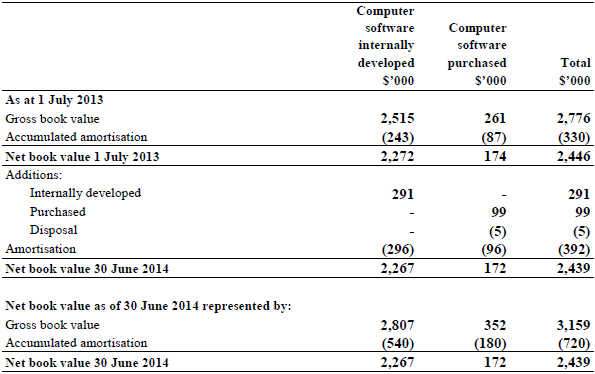 Computer software internally developed $'000 Computer software purchased $'000 Total $'000
As at 1 July 2013
Gross book value 2,515 261 2,776
Accumulated amortisation (243) (87) (330)
Net book value 1 July 2013 2,272 174 2,446
Additions:
Internally developed 291 - 291
Purchased - 99 99
Disposal - (5) (5)
Amortisation (296) (96) (392)
Net book value 30 June 2014 2,267 172 2,439
Net book value as of 30 June 2014 represented by:
Gross book value 2,807 352 3,159
Accumulated amortisation (540) (180) (720)
Net book value 30 June 2014 2,267 172 2,439